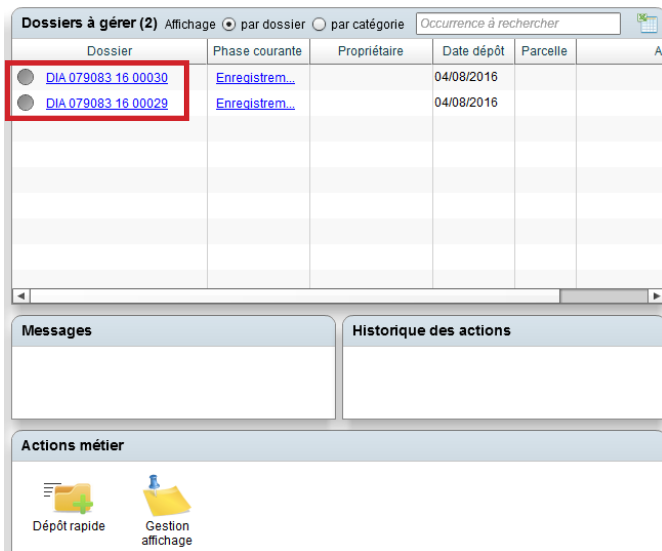 Dossiers à gérer (2) Affichage par dossier par catégorie Occurrence à rechercher
Dossier Phase courante Propriétaire Date dépôt Parcelle A
DIA 079083 16 00030 Enregistrem... 04/08/2016
DIA 079083 16 00029 Enregistrem... 04/08/2016
Messages Historique des actions
Actions métier
Dépôt rapide Gestion
affichage